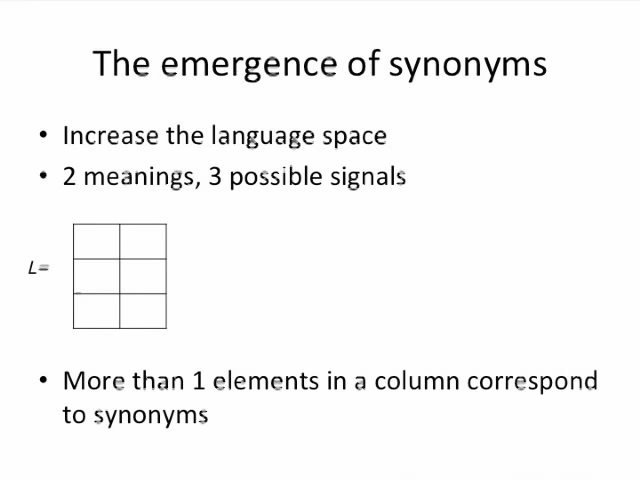 The emergence of synonyms
• Increase the language space
• 2 meanings, 3 possible signals
L=
• More than 1 elements in a column correspond
to synonyms